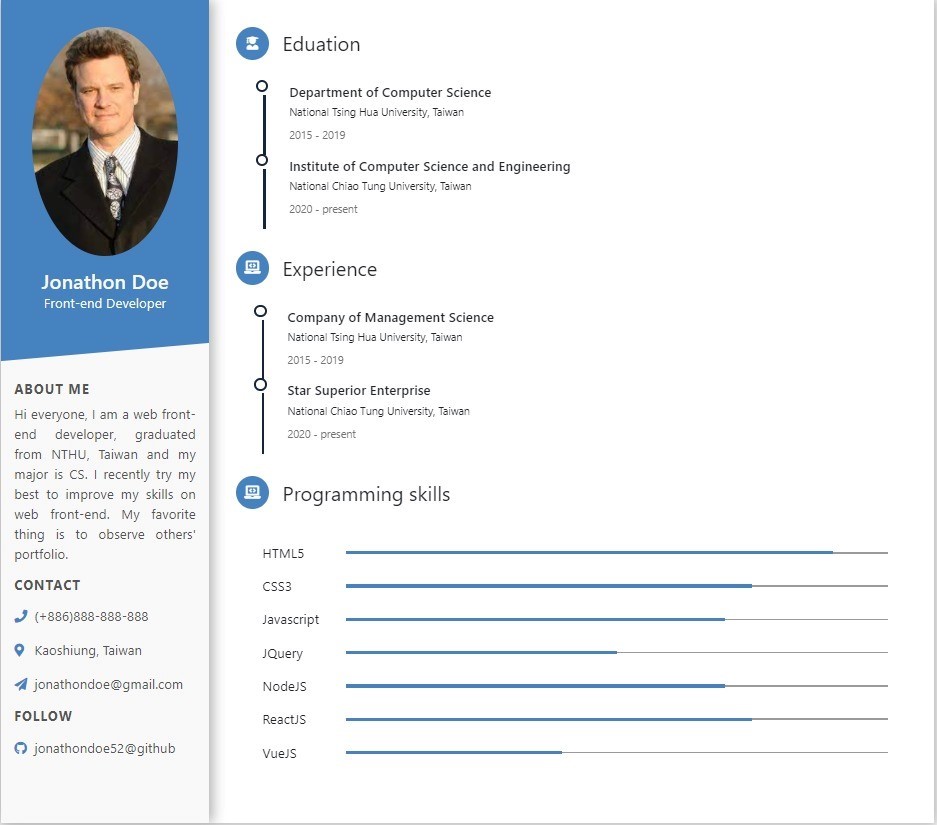 Jonathon Doe
Front-end Developer
ABOUT ME
Hi everyone, I am a web front-
end developer, graduated
from NTHU, Taiwan and my
major is CS. I recently try my
best to improve my skills on
web front-end. My favorite
thing is to observe others'
portfolio.
CONTACT
(+886)888-888-888
Kaoshiung, Taiwan
jonathondoe@gmail.com
FOLLOW
jonathondoe52@github
Eduation
Department of Computer Science
National Tsing Hua University, Taiwan
2015 - 2019
Institute of Computer Science and Engineering
National Chiao Tung University, Taiwan
2020 - present
Experience
Company of Management Science
National Tsing Hua University, Taiwan
2015 - 2019
Star Superior Enterprise
National Chiao Tung University, Taiwan
2020 - present
Programming skills
HTML5
CSS3
Javascript
JQuery
NodeJS
ReactJS
VueJS